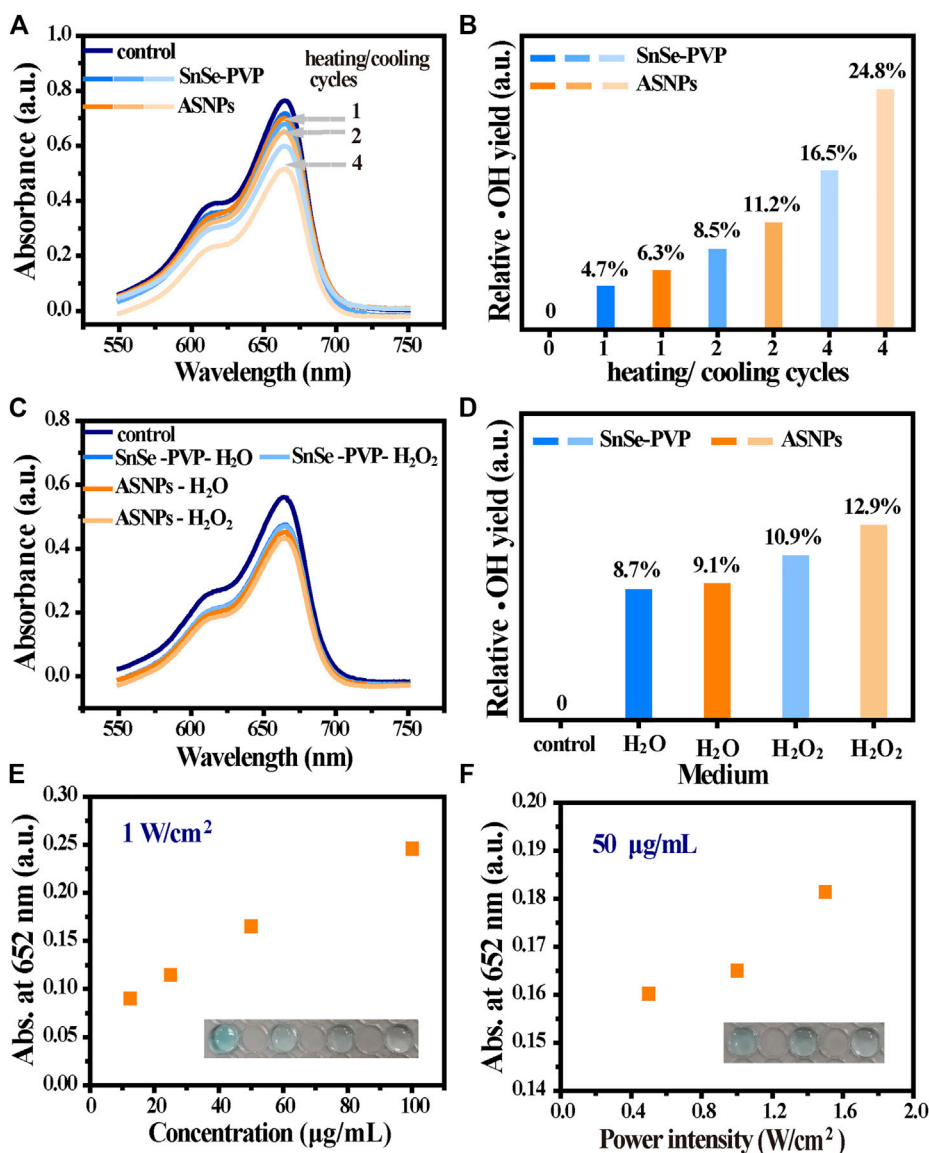 A
1.0
0.8
0.6
0.4
0.2
0.0
Absorbance (a.u.)
control
SnSe-PVP
ASNPs
heating/cooling
cycles
1
2
4
550 600 650 700 750
Wavelength (nm)
B
Relative •OH yield (a.u.)
SnSe-PVP
ASNPs
0
4.7%
6.3%
8.5%
11.2%
16.5%
24.8%
0 1 1 2 2 4 4
heating/ cooling cycles
C
0.8
0.6
0.4
0.2
0.0
Absorbance (a.u.)
control
SnSe -PVP- H₂O SnSe -PVP- H₂O₂
ASNPs - H₂O
ASNPs - H₂O₂
550 600 650 700 750
Wavelength (nm)
D
Relative •OH yield (a.u.)
SnSe-PVP ASNPs
0
8.7%
9.1%
10.9%
12.9%
control H₂O H₂O H₂O₂ H₂O₂
Medium
E
0.30
0.25
0.20
0.15
0.10
0.05
0.00
Abs. at 652 nm (a.u.)
1 W/cm²
0 20 40 60 80 100
Concentration (μg/mL)
F
0.20
0.19
0.18
0.17
0.16
0.15
0.14
Abs. at 652 nm (a.u.)
50 μg/mL
0.0 0.4 0.8 1.2 1.6 2.0
Power intensity (W/cm²)